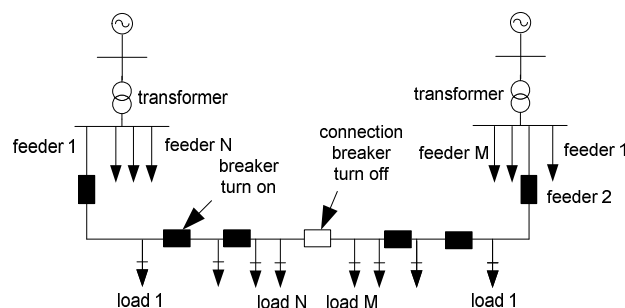 transformer
transformer
feeder 1
feeder N
breaker
turn on
connection
breaker
turn off
feeder M
feeder 1
feeder 2
load 1
load N
load M
load 1